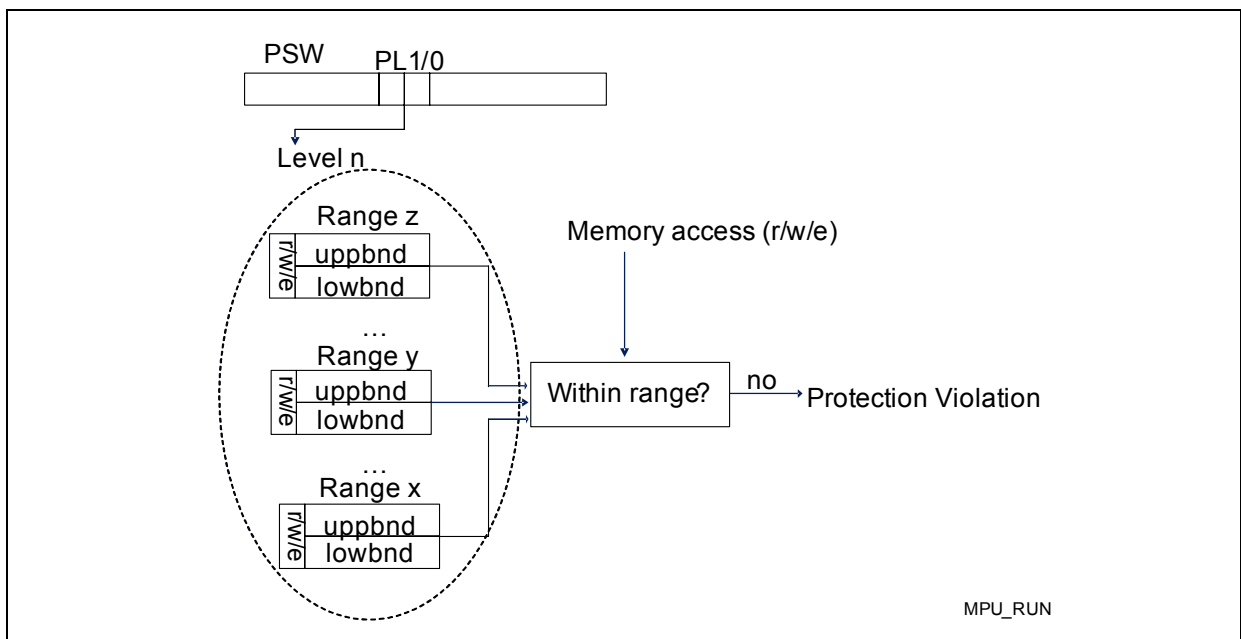 PSW PL1/0
Level n
Range z
r/w/e uppbnd
lowbnd
...
Range y
r/w/e uppbnd
lowbnd
...
Range x
r/w/e uppbnd
lowbnd
Memory access (r/w/e)
Within range?
no
Protection Violation
MPU_RUN